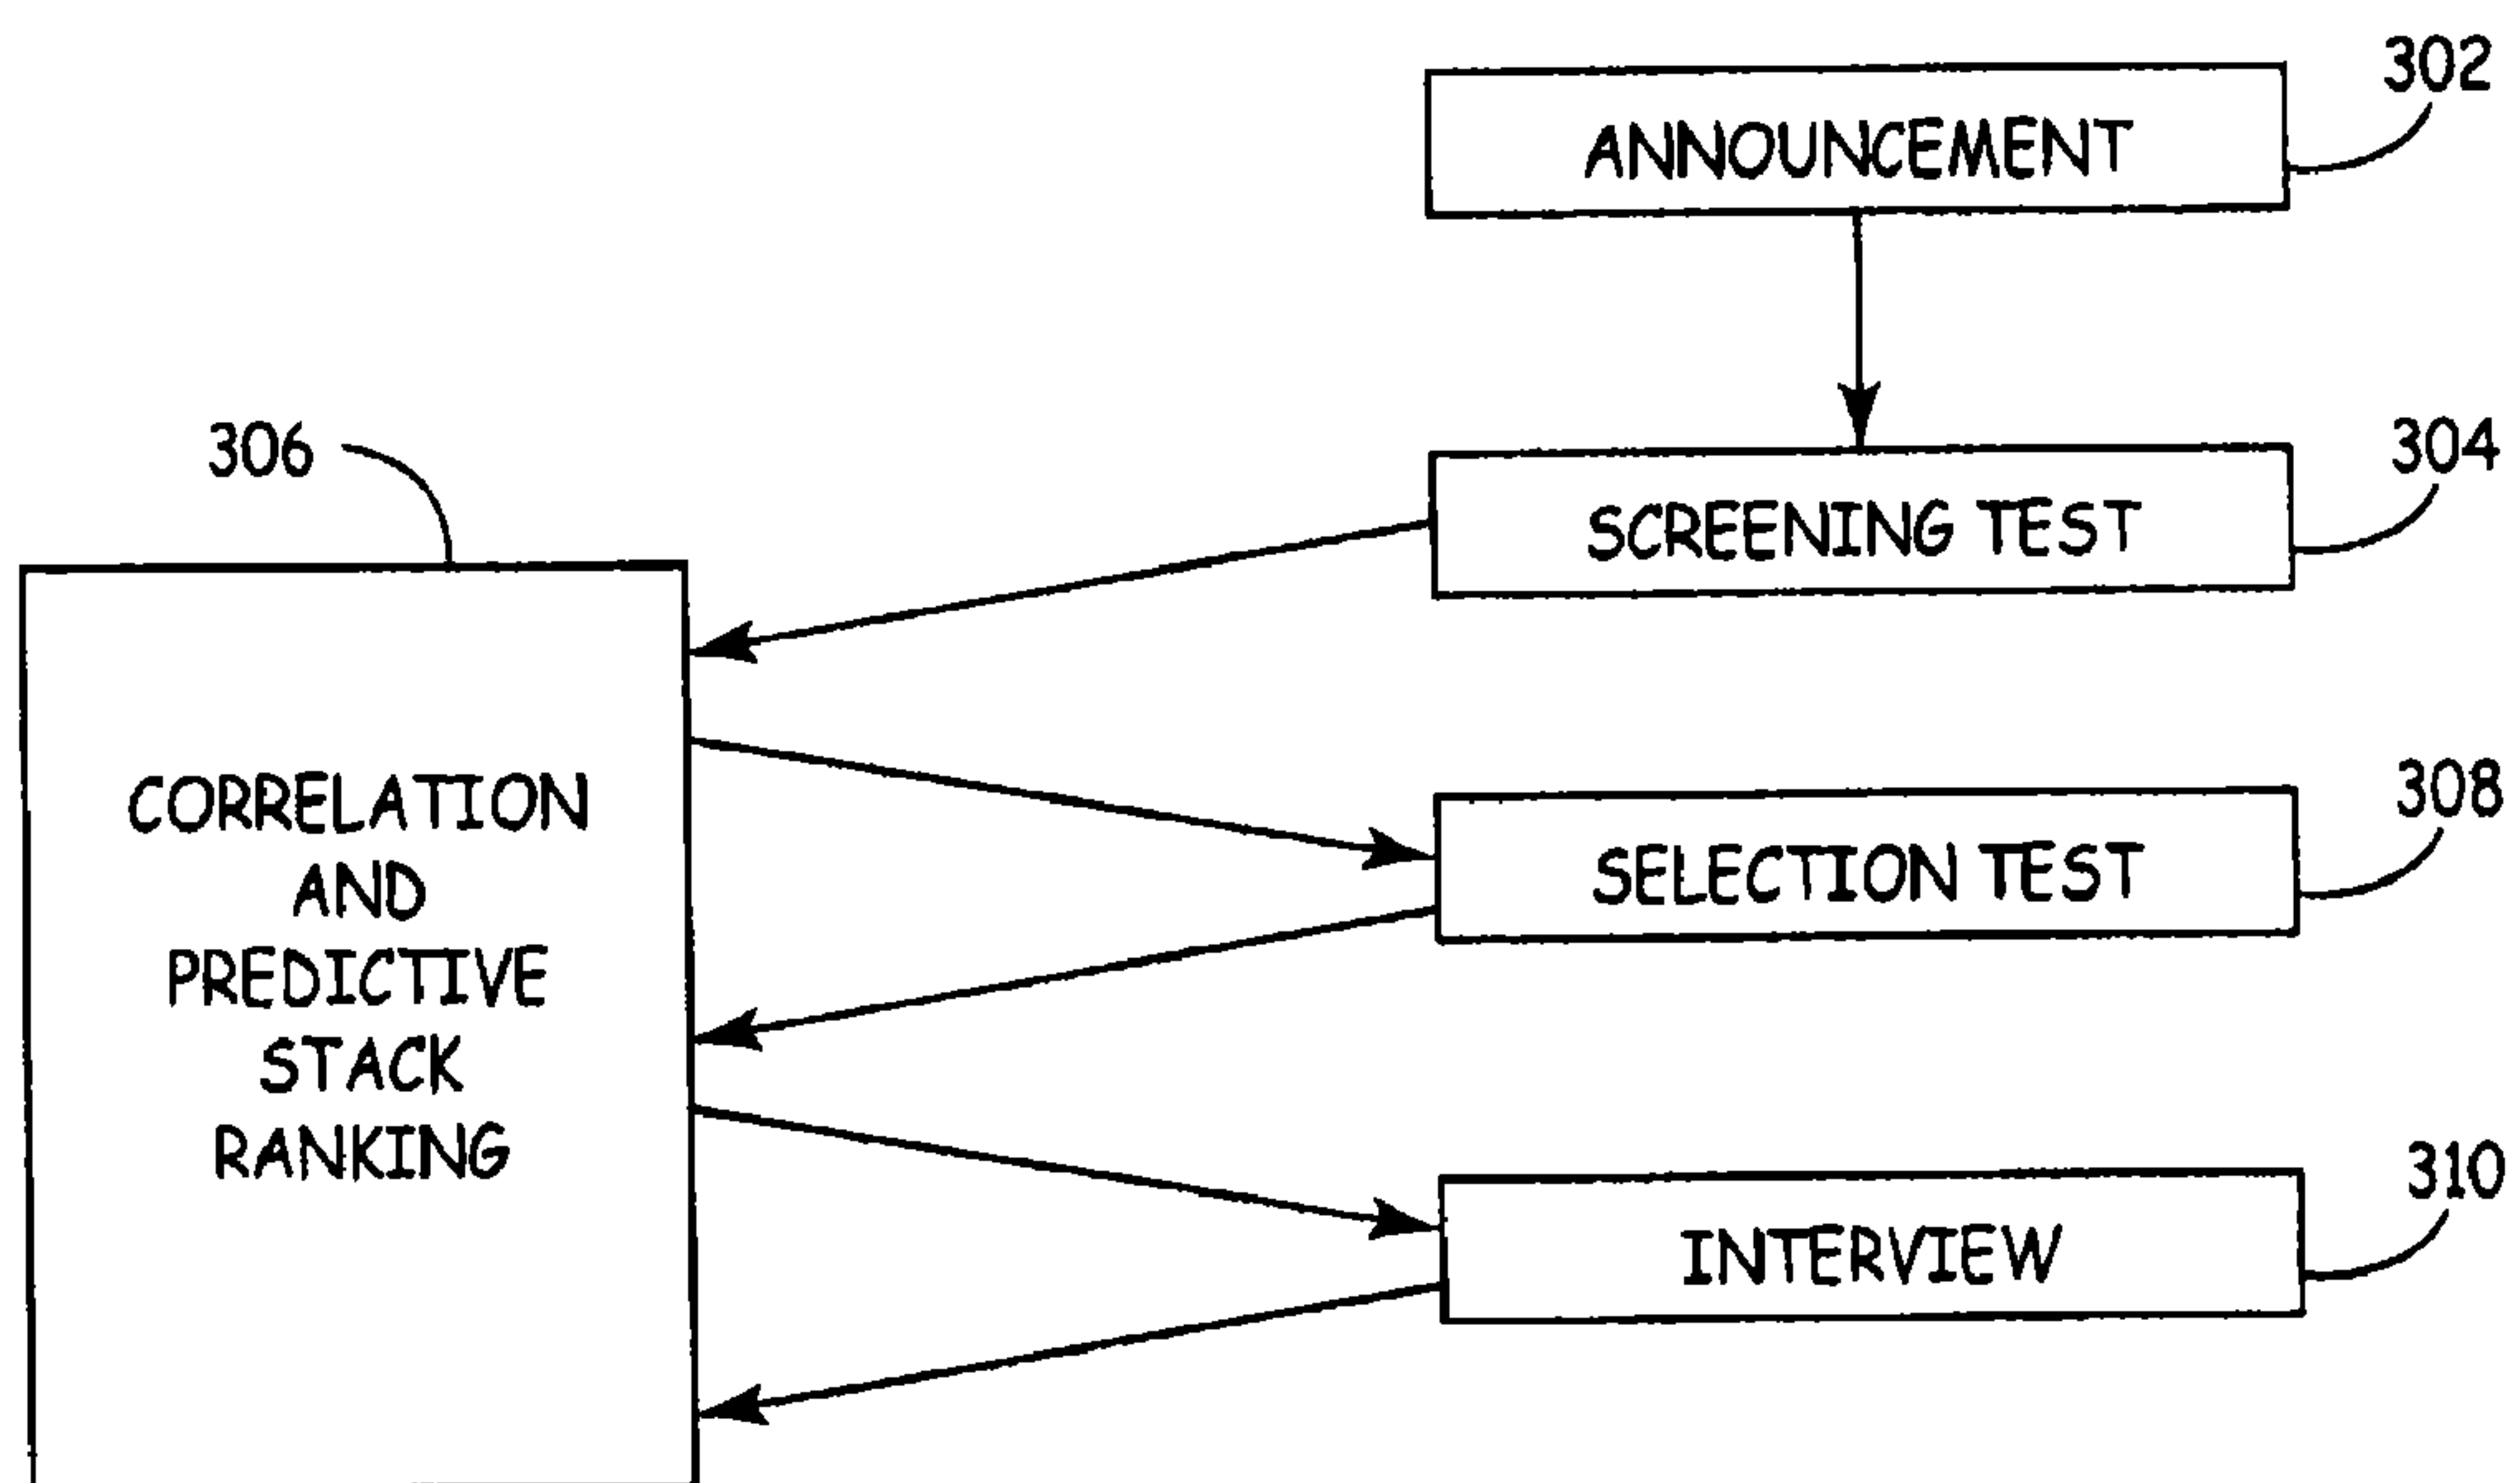 302
ANNOUNCEMENT
304
306
SCREENING TEST
308
CORRELATION
AND
PREDICTIVE
STACK
RANKING
SELECTION TEST
310
INTERVIEW